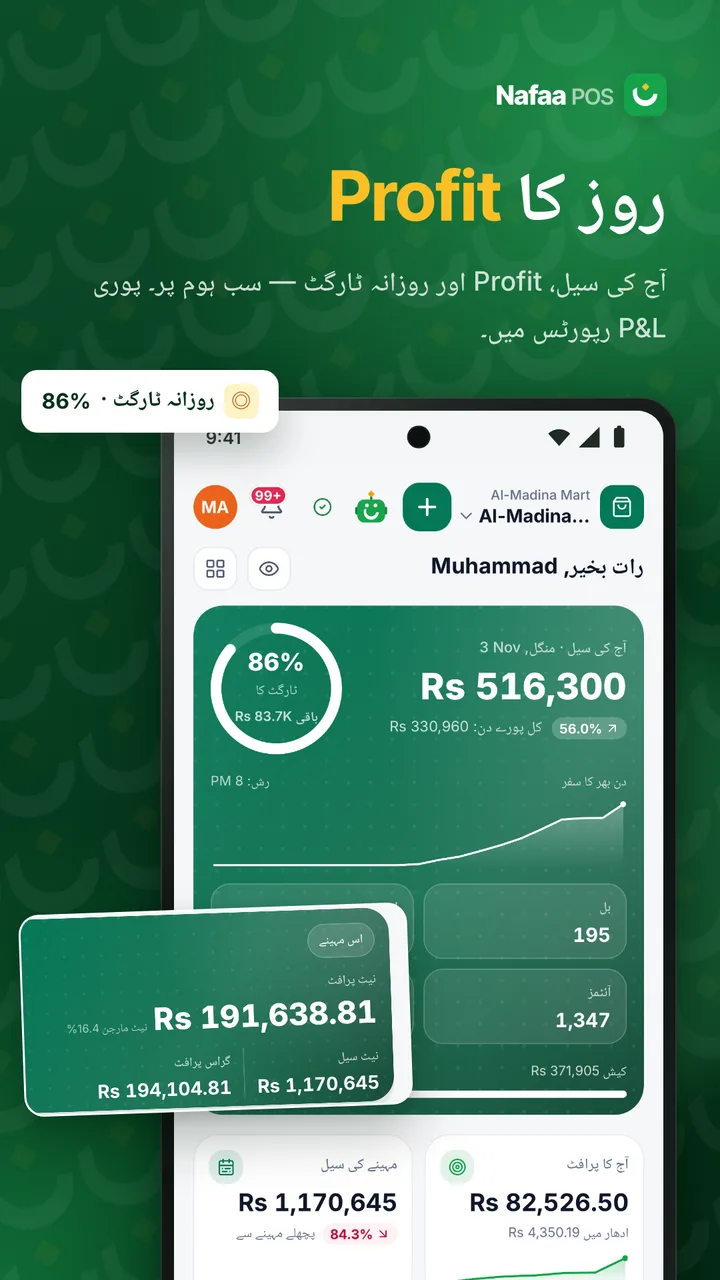 Nafaa POS
روز کا Profit
آج کی سیل، Profit اور روزانہ ٹارگٹ — سب ہوم پر۔ پوری
P&L رپورٹس میں۔
روزانہ ٹارگٹ · 86%
9:41
Al-Madina Mart
Al-Madina...
99+
MA
رات بخیر, Muhammad
آج کی سیل · منگل, 3 Nov
Rs 516,300
56.0% کل پورے دن: Rs 330,960
86%
ٹارگٹ کا
باقی Rs 83.7K
دن بھر کا سفر
رش: 8 PM
بل
195
آئٹمز
1,347
کیش Rs 371,905
اس مہینے
نیٹ پرافٹ
Rs 191,638.81 نیٹ مارجن 16.4%
نیٹ سیل
Rs 1,170,645
گراس پرافٹ
Rs 194,104.81
آج کا پرافٹ
Rs 82,526.50
ادھار میں Rs 4,350.19
مہینے کی سیل
Rs 1,170,645
84.3% پچھلے مہینے سے